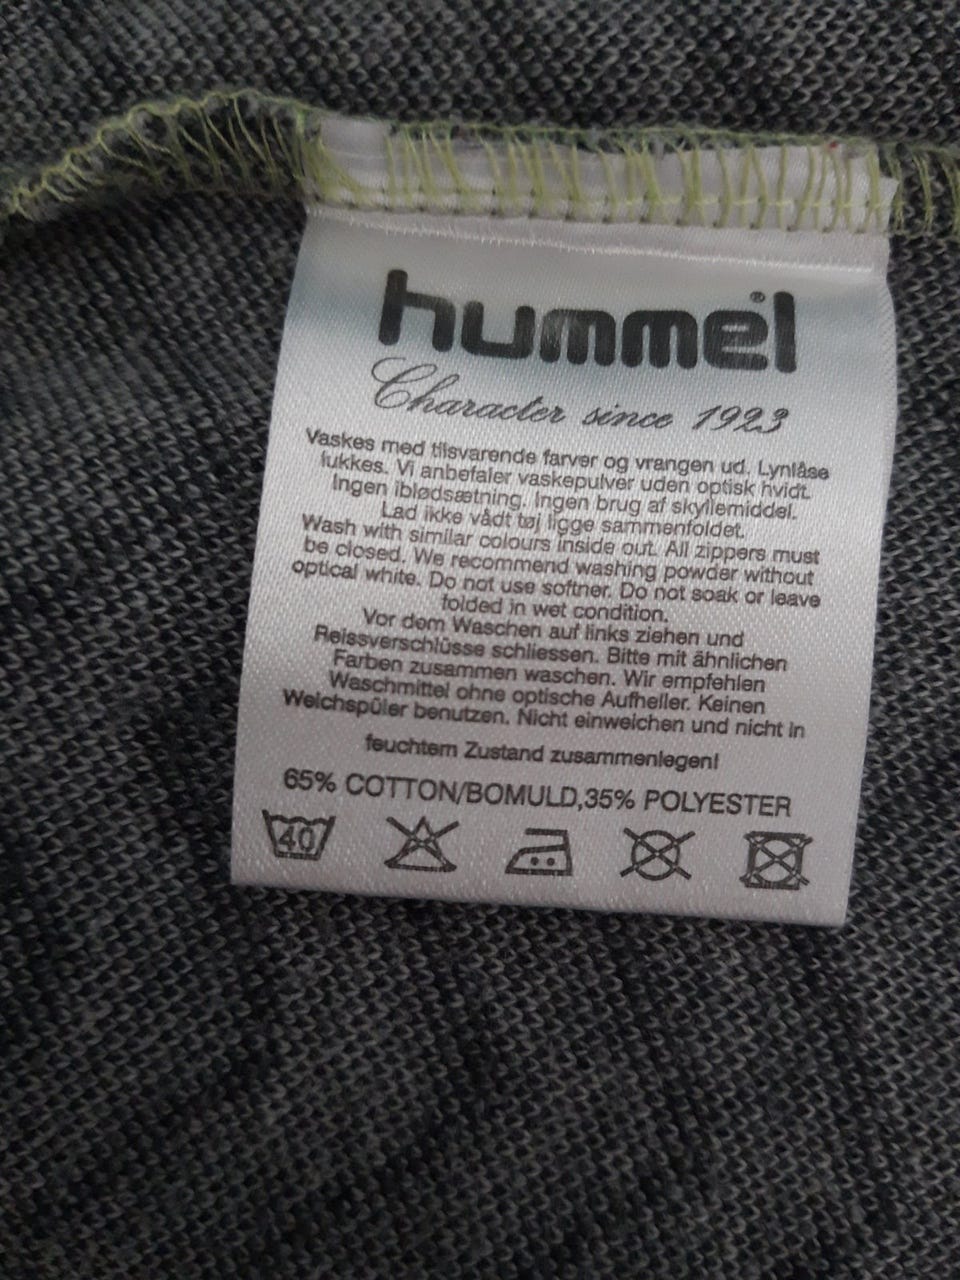 hummel®
Character since 1923
Vaskes med tilsvarende farver og vrangen ud. Lynlåse
lukkes. Vi anbefaler vaskepulver uden optisk hvidt.
Ingen iblødsætning. Ingen brug af skyllemiddel.
Lad ikke vådt tøj ligge sammenfoldet.
Wash with similar colours inside out. All zippers must
be closed. We recommend washing powder without
optical white. Do not use softner. Do not soak or leave
folded in wet condition.
Vor dem Waschen auf links ziehen und
Reissverschlüsse schliessen. Bitte mit ähnlichen
Farben zusammen waschen. Wir empfehlen
Waschmittel ohne optische Aufheller. Keinen
Weichspüler benutzen. Nicht einweichen und nicht in
feuchtem Zustand zusammenlegen!
65% COTTON/BOMULD,35% POLYESTER
40